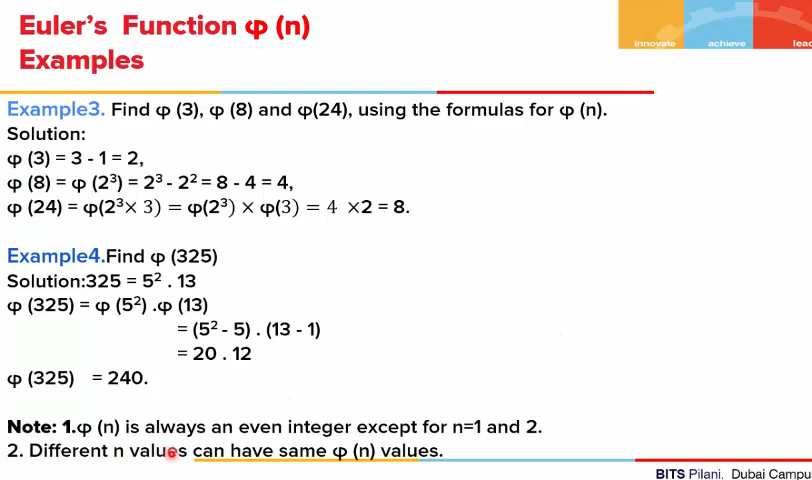 Euler's Function φ (n)
Examples
innovate achieve lead
Example3. Find φ (3), φ (8) and φ(24), using the formulas for φ (n).
Solution:
φ (3) = 3 - 1 = 2,
φ (8) = φ (2³) = 2³ - 2² = 8 - 4 = 4,
φ (24) = φ(2³× 3) = φ(2³) × φ(3) = 4 ×2 = 8.
Example4.Find φ (325)
Solution:325 = 5² . 13
φ (325) = φ (5²) .φ (13)
= (5² - 5) . (13 - 1)
= 20 . 12
φ (325) = 240.
Note: 1.φ (n) is always an even integer except for n=1 and 2.
2. Different n values can have same φ (n) values.
BITS Pilani, Dubai Campu